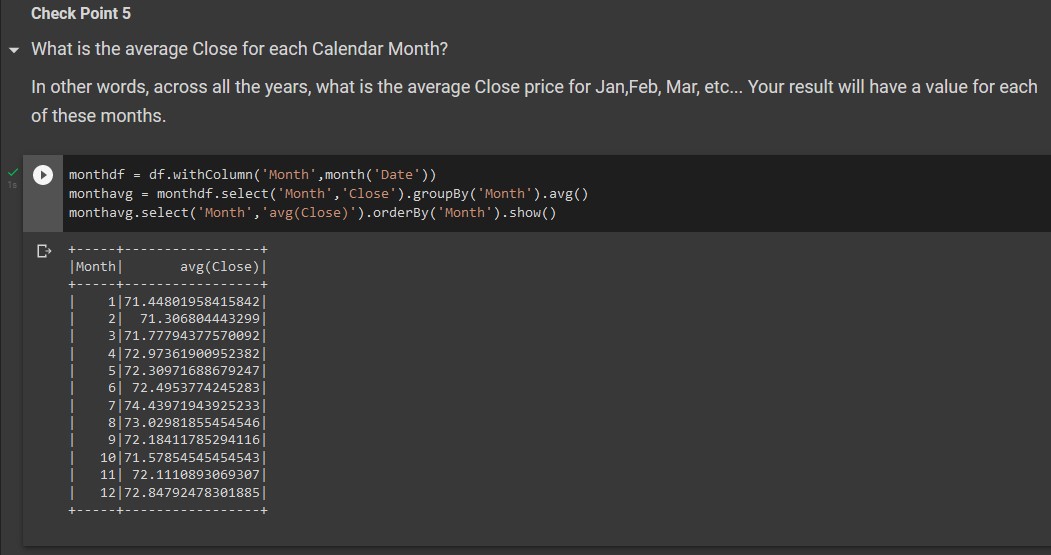 Check Point 5
What is the average Close for each Calendar Month?
In other words, across all the years, what is the average Close price for Jan,Feb, Mar, etc... Your result will have a value for each
of these months.
1s
monthdf = df.withColumn('Month',month('Date'))
monthavg = monthdf.select('Month','Close').groupBy('Month').avg()
monthavg.select('Month','avg(Close)').orderBy('Month').show()
+-----+-----------------+
|Month|       avg(Close)|
+-----+-----------------+
|    1|71.44801958415842|
|    2|  71.306804443299|
|    3|71.77794377570092|
|    4|72.97361900952382|
|    5|72.30971688679247|
|    6| 72.4953774245283|
|    7|74.43971943925233|
|    8|73.02981855454546|
|    9|72.18411785294116|
|   10|71.57854545454543|
|   11| 72.1110893069307|
|   12|72.84792478301885|
+-----+-----------------+